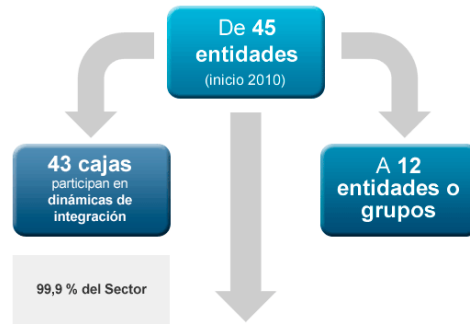 De 45
entidades
(inicio 2010)
43 cajas
participan en
dinámicas de
integración
A 12
entidades o
grupos
99,9 % del Sector